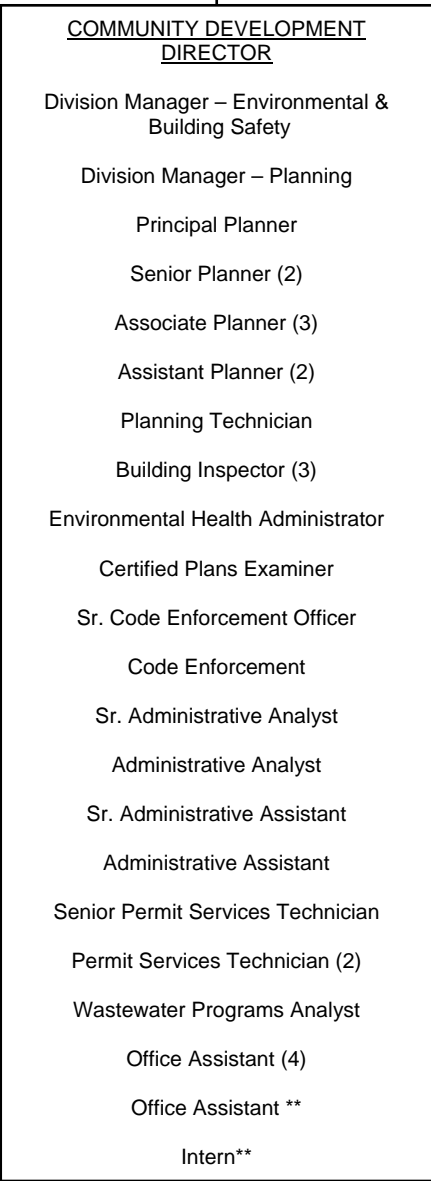 COMMUNITY DEVELOPMENT
DIRECTOR
Division Manager – Environmental &
Building Safety
Division Manager – Planning
Principal Planner
Senior Planner (2)
Associate Planner (3)
Assistant Planner (2)
Planning Technician
Building Inspector (3)
Environmental Health Administrator
Certified Plans Examiner
Sr. Code Enforcement Officer
Code Enforcement
Sr. Administrative Analyst
Administrative Analyst
Sr. Administrative Assistant
Administrative Assistant
Senior Permit Services Technician
Permit Services Technician (2)
Wastewater Programs Analyst
Office Assistant (4)
Office Assistant **
Intern**